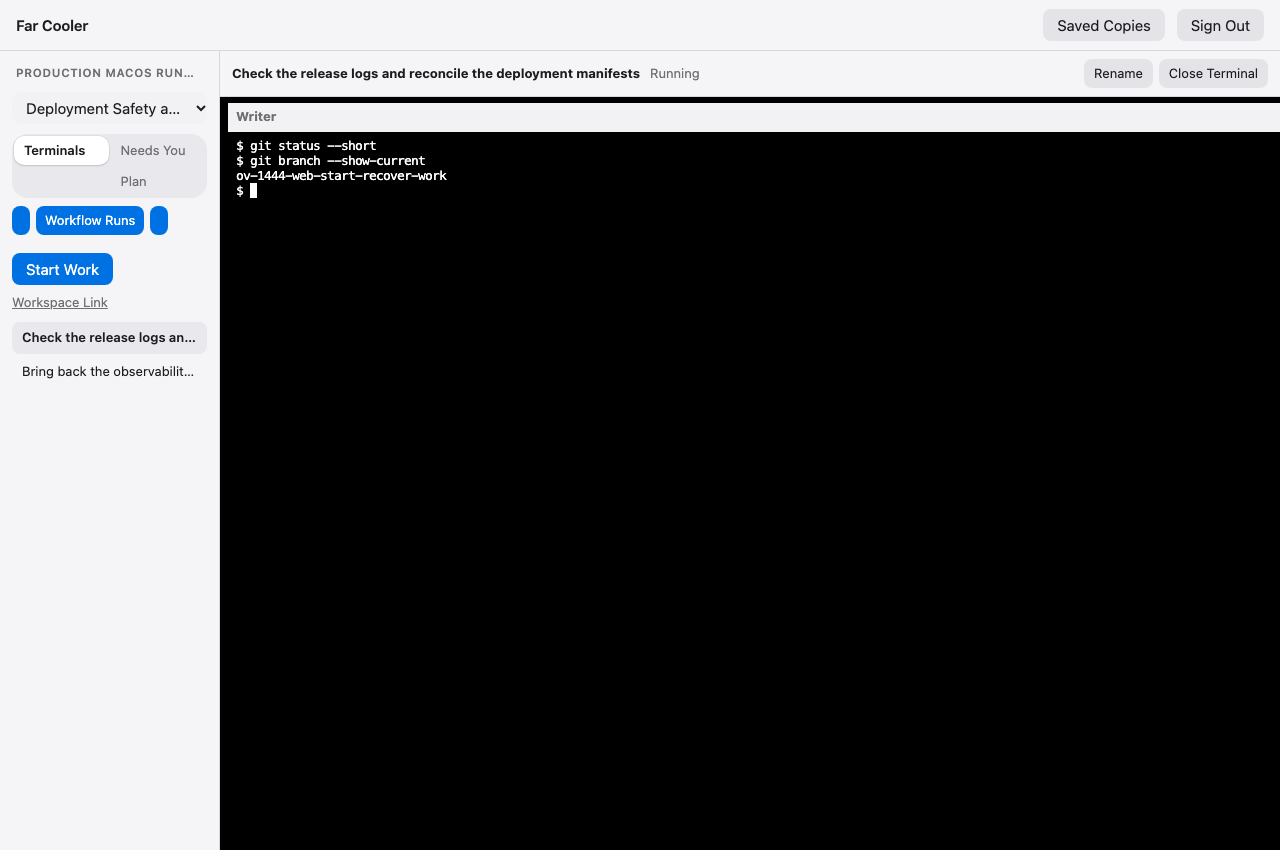 Far Cooler
Saved Copies
Sign Out
PRODUCTION MACOS RUN...
Deployment Safety a...
Terminals
Needs You
Plan
Workflow Runs
Start Work
Workspace Link
Check the release logs an...
Bring back the observabilit...
Check the release logs and reconcile the deployment manifests Running
Rename
Close Terminal
Writer
$ git status --short
$ git branch --show-current
ov-1444-web-start-recover-work
$